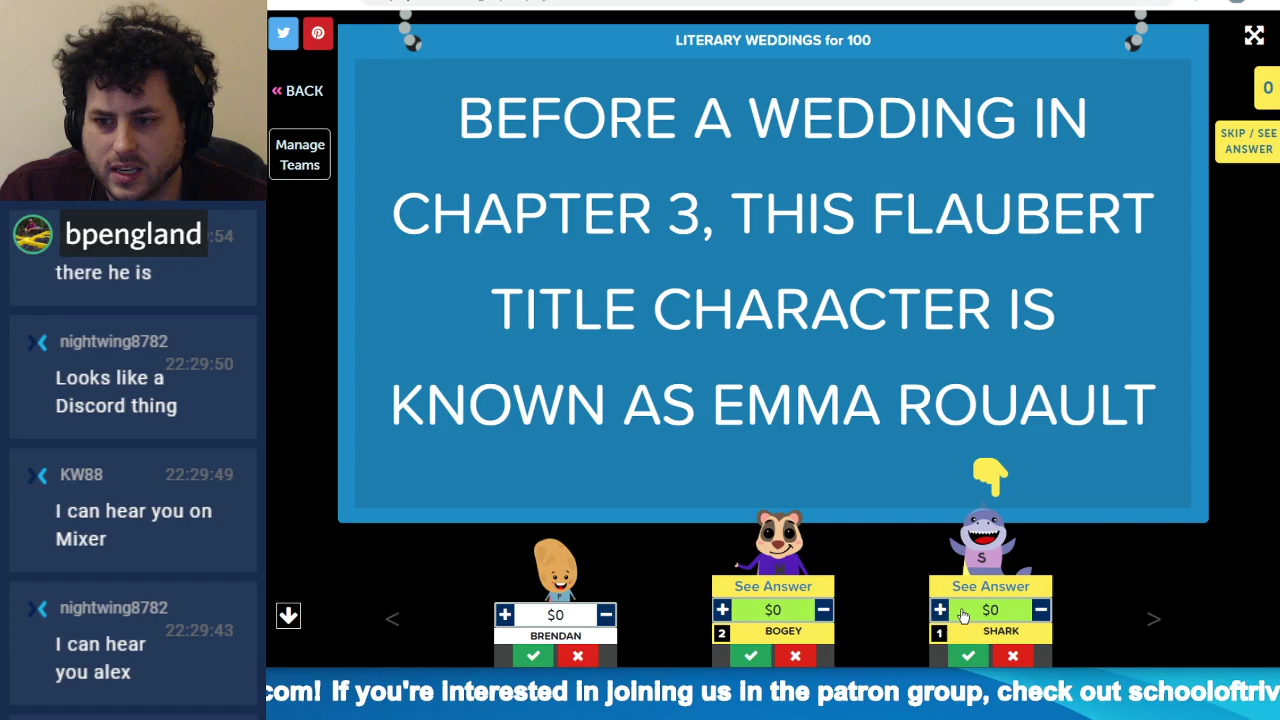 LITERARY WEDDINGS for 100
« BACK
Manage
Teams
0
SKIP / SEE
ANSWER
BEFORE A WEDDING IN
CHAPTER 3, THIS FLAUBERT
TITLE CHARACTER IS
KNOWN AS EMMA ROUAULT
bpengland :54
there he is
nightwing8782
22:29:50
Looks like a
Discord thing
KW88 22:29:49
I can hear you on
Mixer
nightwing8782
22:29:43
I can hear
you alex
S
+ $0 −
BRENDAN
See Answer
+ $0 −
2 BOGEY
See Answer
+ $0 −
1 SHARK
com! If you're interested in joining us in the patron group, check out schooloftriv